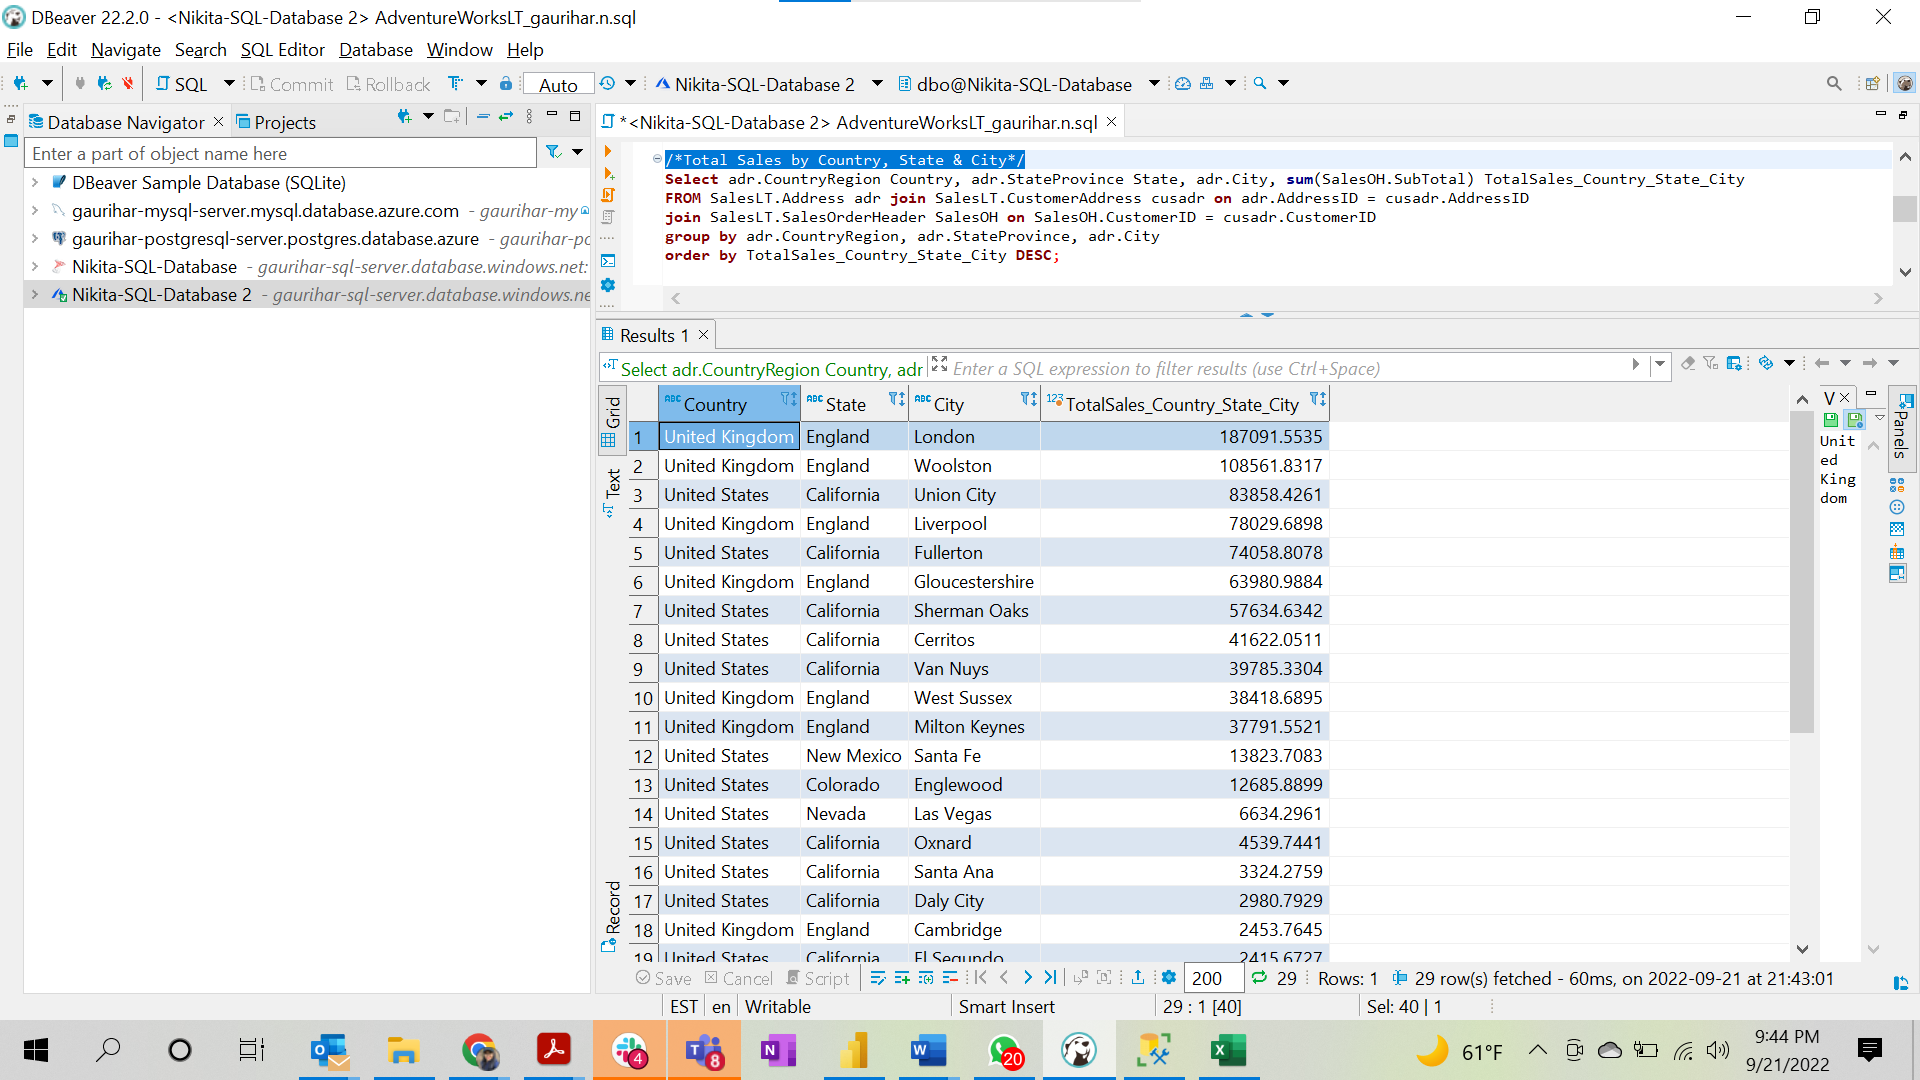 DBeaver 22.2.0 - <Nikita-SQL-Database 2> AdventureWorksLT_gaurihar.n.sql
File Edit Navigate Search SQL Editor Database Window Help
SQL Commit Rollback Auto Nikita-SQL-Database 2 dbo@Nikita-SQL-Database
Database Navigator Projects
*<Nikita-SQL-Database 2> AdventureWorksLT_gaurihar.n.sql
Enter a part of object name here
DBeaver Sample Database (SQLite)
gaurihar-mysql-server.mysql.database.azure.com - gaurihar-my
gaurihar-postgresql-server.postgres.database.azure - gaurihar-po
Nikita-SQL-Database - gaurihar-sql-server.database.windows.net:
Nikita-SQL-Database 2 - gaurihar-sql-server.database.windows.ne
/*Total Sales by Country, State & City*/
Select adr.CountryRegion Country, adr.StateProvince State, adr.City, sum(SalesOH.SubTotal) TotalSales_Country_State_City
FROM SalesLT.Address adr join SalesLT.CustomerAddress cusadr on adr.AddressID = cusadr.AddressID
join SalesLT.SalesOrderHeader SalesOH on SalesOH.CustomerID = cusadr.CustomerID
group by adr.CountryRegion, adr.StateProvince, adr.City
order by TotalSales_Country_State_City DESC;
Results 1
Select adr.CountryRegion Country, adr Enter a SQL expression to filter results (use Ctrl+Space)
Grid
Text
Record
ABC Country ABC State ABC City 123 TotalSales_Country_State_City
1 United Kingdom England London 187091.5535
2 United Kingdom England Woolston 108561.8317
3 United States California Union City 83858.4261
4 United Kingdom England Liverpool 78029.6898
5 United States California Fullerton 74058.8078
6 United Kingdom England Gloucestershire 63980.9884
7 United States California Sherman Oaks 57634.6342
8 United States California Cerritos 41622.0511
9 United States California Van Nuys 39785.3304
10 United Kingdom England West Sussex 38418.6895
11 United Kingdom England Milton Keynes 37791.5521
12 United States New Mexico Santa Fe 13823.7083
13 United States Colorado Englewood 12685.8899
14 United States Nevada Las Vegas 6634.2961
15 United States California Oxnard 4539.7441
16 United States California Santa Ana 3324.2759
17 United States California Daly City 2980.7929
18 United Kingdom England Cambridge 2453.7645
19 United States California El Segundo 2415.6727
V
Unit
ed
King
dom
Panels
Save Cancel Script 200 29 Rows: 1 29 row(s) fetched - 60ms, on 2022-09-21 at 21:43:01
EST en Writable Smart Insert 29 : 1 [40] Sel: 40 | 1
4 8 20
61°F
9:44 PM
9/21/2022